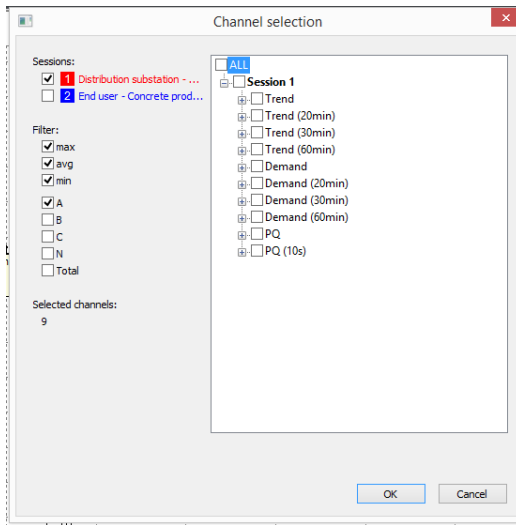 Channel selection
Sessions:
1 Distribution substation - ...
2 End user - Concrete prod...
Filter:
max
avg
min
A
B
C
N
Total
Selected channels:
9
ALL
Session 1
Trend
Trend (20min)
Trend (30min)
Trend (60min)
Demand
Demand (20min)
Demand (30min)
Demand (60min)
PQ
PQ (10s)
OK
Cancel